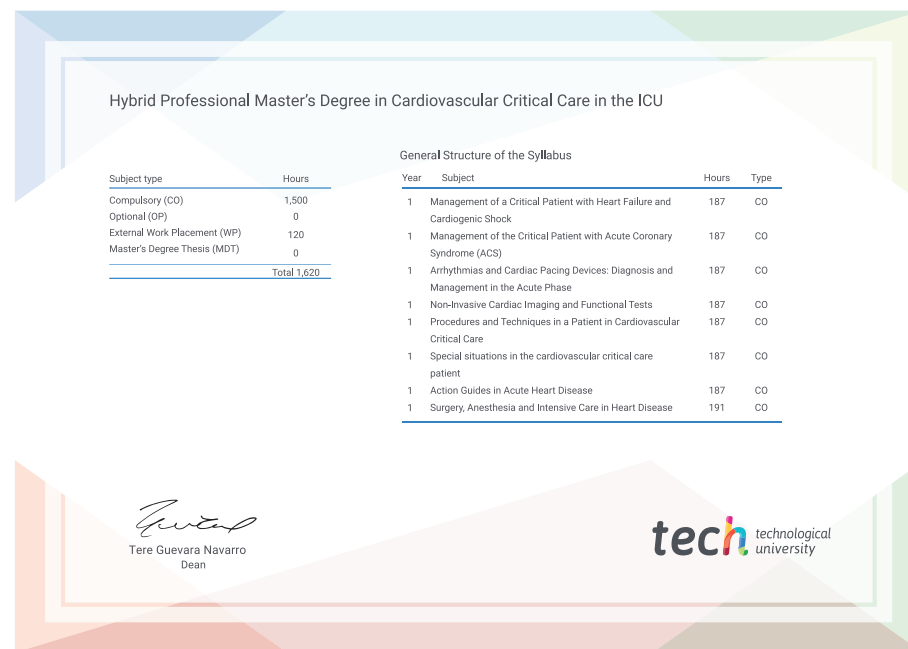 Hybrid Professional Master's Degree in Cardiovascular Critical Care in the ICU
Subject type Hours
Compulsory (CO) 1,500
Optional (OP) 0
External Work Placement (WP) 120
Master's Degree Thesis (MDT) 0
Total 1,620
General Structure of the Syllabus
Year Subject Hours Type
1 Management of a Critical Patient with Heart Failure and 187 CO
Cardiogenic Shock
1 Management of the Critical Patient with Acute Coronary 187 CO
Syndrome (ACS)
1 Arrhythmias and Cardiac Pacing Devices: Diagnosis and 187 CO
Management in the Acute Phase
1 Non-Invasive Cardiac Imaging and Functional Tests 187 CO
1 Procedures and Techniques in a Patient in Cardiovascular 187 CO
Critical Care
1 Special situations in the cardiovascular critical care 187 CO
patient
1 Action Guides in Acute Heart Disease 187 CO
1 Surgery, Anesthesia and Intensive Care in Heart Disease 191 CO
Tere Guevara Navarro
Dean
tech technological
university